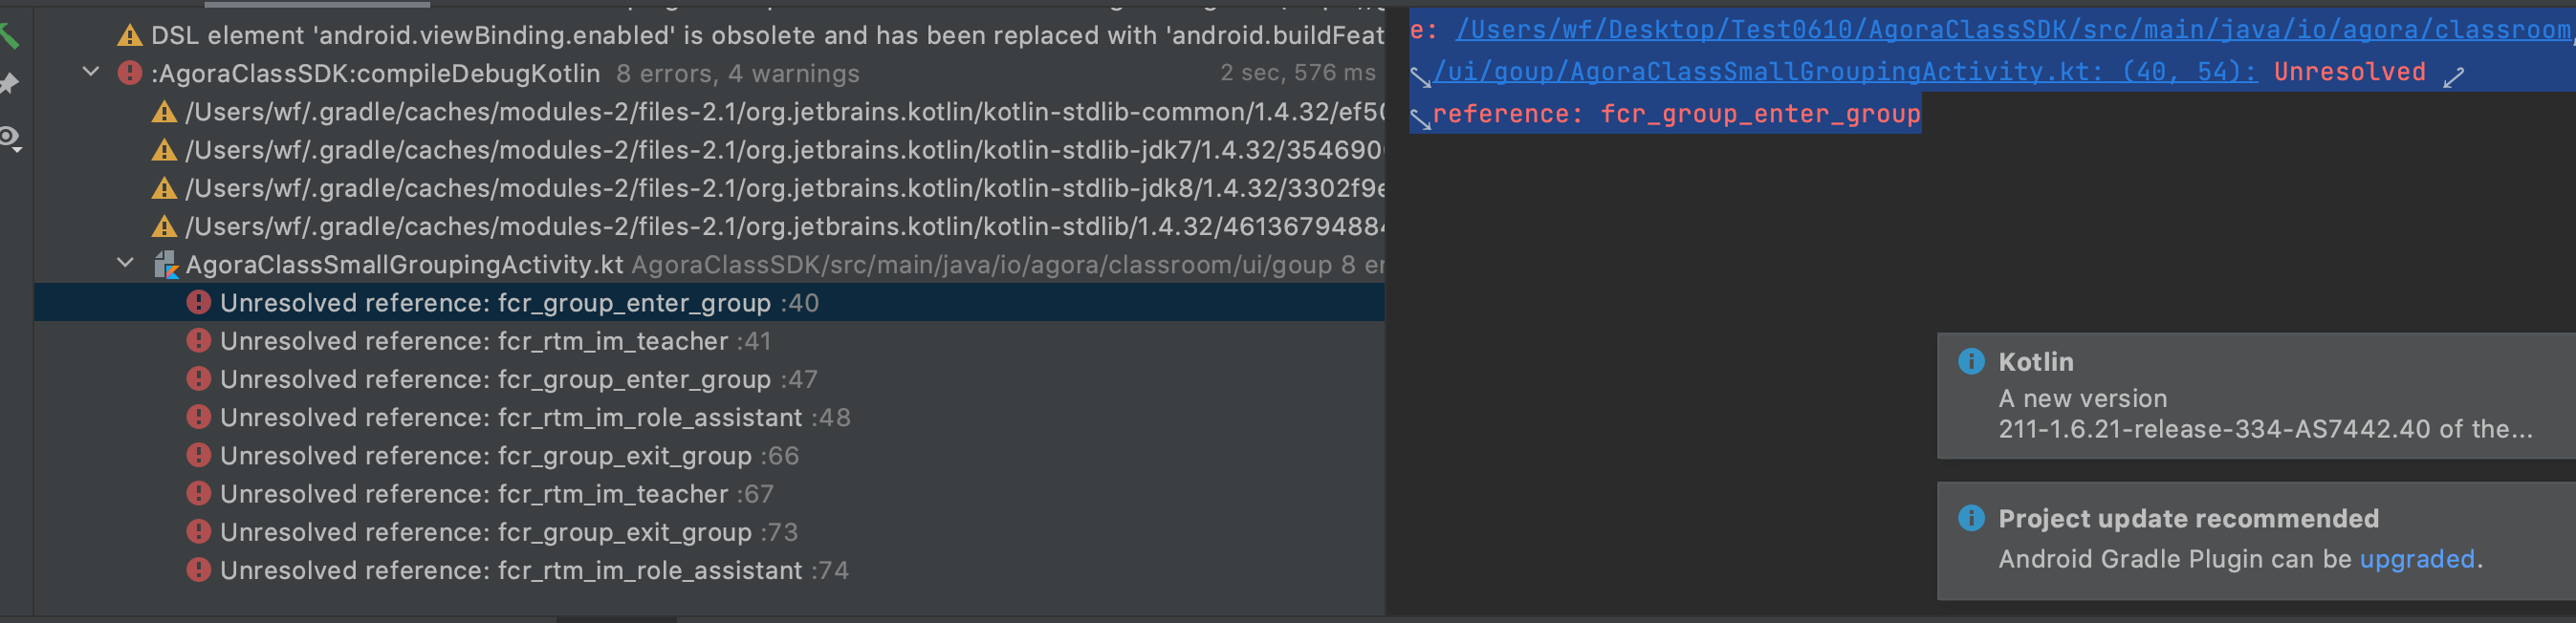 DSL element 'android.viewBinding.enabled' is obsolete and has been replaced with 'android.buildFeat
:AgoraClassSDK:compileDebugKotlin 8 errors, 4 warnings 2 sec, 576 ms
/Users/wf/.gradle/caches/modules-2/files-2.1/org.jetbrains.kotlin/kotlin-stdlib-common/1.4.32/ef50
/Users/wf/.gradle/caches/modules-2/files-2.1/org.jetbrains.kotlin/kotlin-stdlib-jdk7/1.4.32/354690
/Users/wf/.gradle/caches/modules-2/files-2.1/org.jetbrains.kotlin/kotlin-stdlib-jdk8/1.4.32/3302f9e
/Users/wf/.gradle/caches/modules-2/files-2.1/org.jetbrains.kotlin/kotlin-stdlib/1.4.32/46136794884
AgoraClassSmallGroupingActivity.kt AgoraClassSDK/src/main/java/io/agora/classroom/ui/goup 8 er
Unresolved reference: fcr_group_enter_group :40
Unresolved reference: fcr_rtm_im_teacher :41
Unresolved reference: fcr_group_enter_group :47
Unresolved reference: fcr_rtm_im_role_assistant :48
Unresolved reference: fcr_group_exit_group :66
Unresolved reference: fcr_rtm_im_teacher :67
Unresolved reference: fcr_group_exit_group :73
Unresolved reference: fcr_rtm_im_role_assistant :74
e: /Users/wf/Desktop/Test0610/AgoraClassSDK/src/main/java/io/agora/classroom
/ui/goup/AgoraClassSmallGroupingActivity.kt: (40, 54): Unresolved
reference: fcr_group_enter_group
Kotlin
A new version
211-1.6.21-release-334-AS7442.40 of the...
Project update recommended
Android Gradle Plugin can be upgraded.